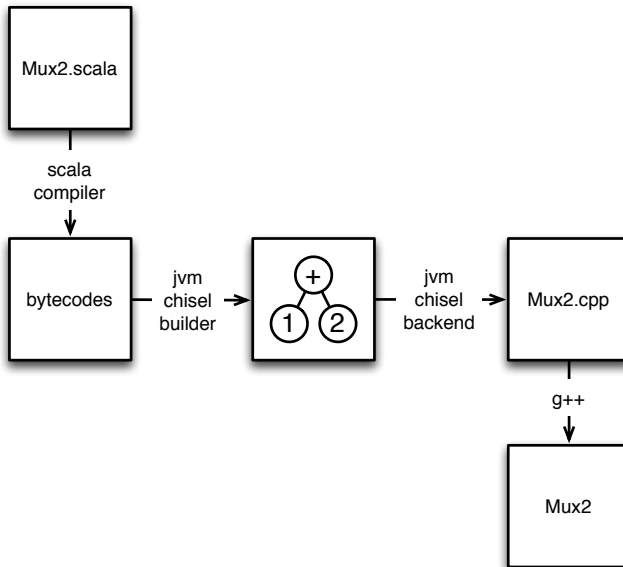 Mux2.scala
scala
compiler
bytecodes
jvm
chisel
builder
+
1 2
jvm
chisel
backend
Mux2.cpp
g++
Mux2